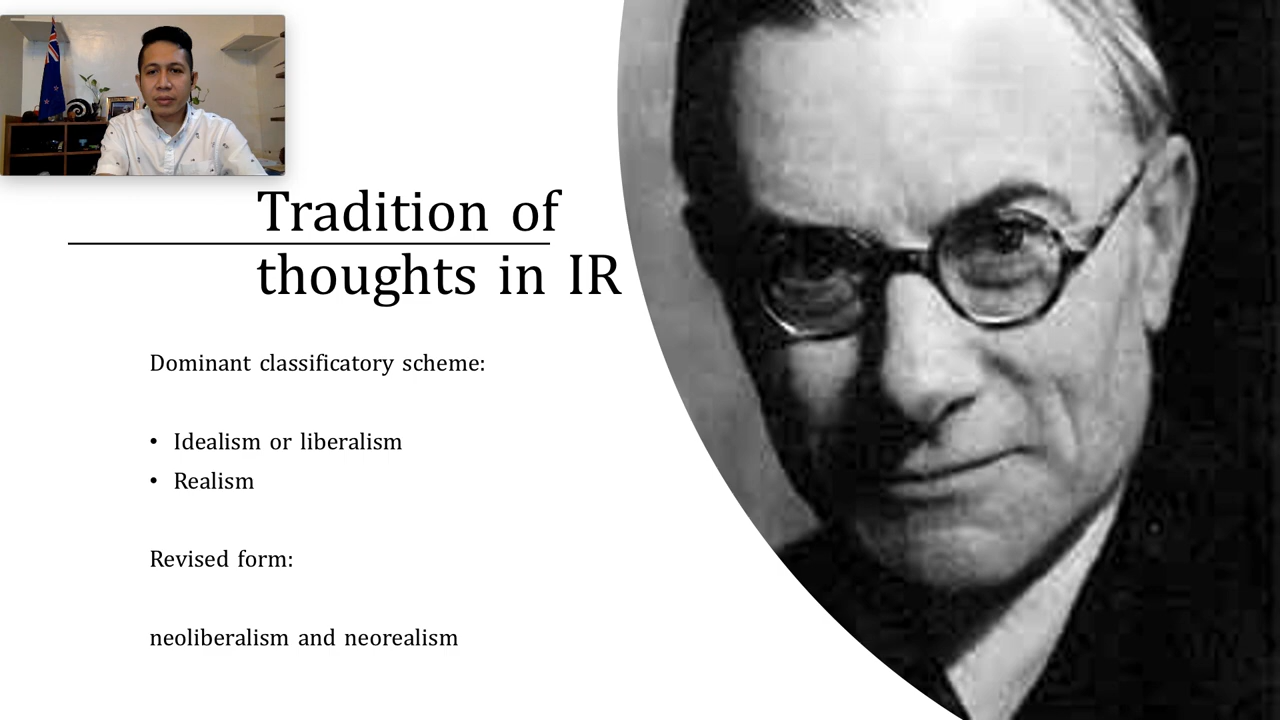 Tradition of
thoughts in IR
Dominant classificatory scheme:
• Idealism or liberalism
• Realism
Revised form:
neoliberalism and neorealism